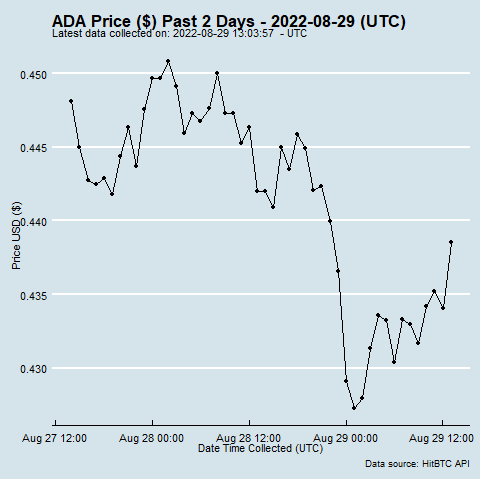 ADA Price ($) Past 2 Days - 2022-08-29 (UTC)
Latest data collected on: 2022-08-29 13:03:57 - UTC
0.450
0.445
0.440
0.435
0.430
Price USD ($)
Aug 27 12:00 Aug 28 00:00 Aug 28 12:00 Aug 29 00:00 Aug 29 12:00
Date Time Collected (UTC)
Data source: HitBTC API